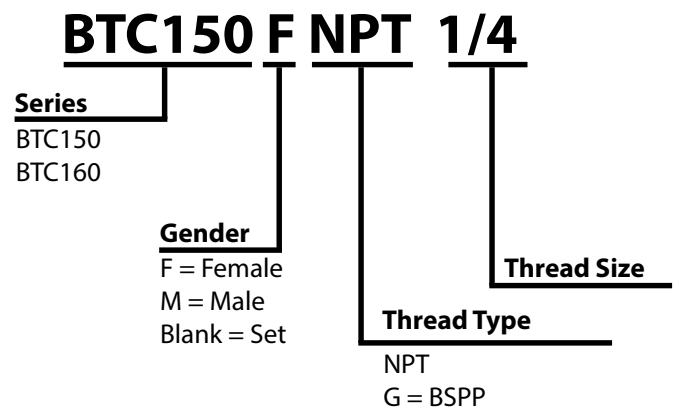 BTC150 F NPT 1/4
Series
BTC150
BTC160
Gender
F = Female
M = Male
Blank = Set
Thread Size
Thread Type
NPT
G = BSPP